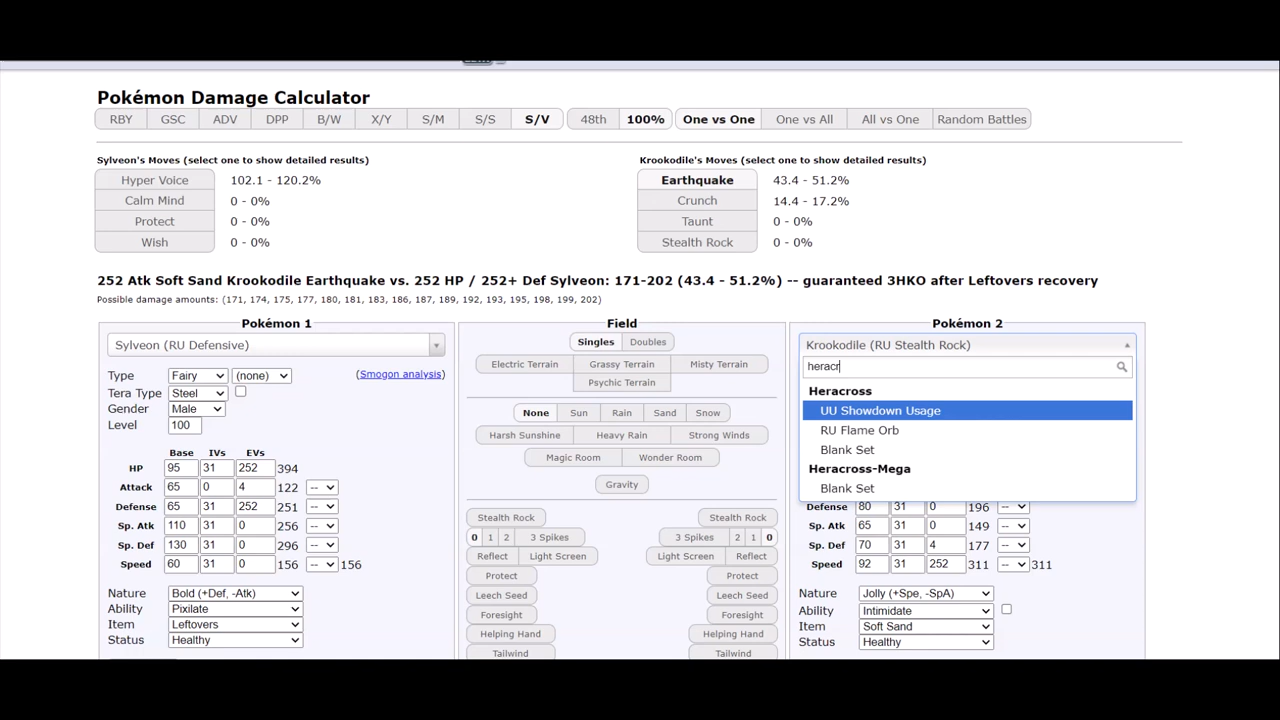 Pokémon Damage Calculator
RBY GSC ADV DPP B/W X/Y S/M S/S S/V 48th 100% One vs One One vs All All vs One Random Battles
Sylveon's Moves (select one to show detailed results)
Hyper Voice 102.1 - 120.2%
Calm Mind 0 - 0%
Protect 0 - 0%
Wish 0 - 0%
Krookodile's Moves (select one to show detailed results)
Earthquake 43.4 - 51.2%
Crunch 14.4 - 17.2%
Taunt 0 - 0%
Stealth Rock 0 - 0%
252 Atk Soft Sand Krookodile Earthquake vs. 252 HP / 252+ Def Sylveon: 171-202 (43.4 - 51.2%) -- guaranteed 3HKO after Leftovers recovery
Possible damage amounts: (171, 174, 175, 177, 180, 181, 183, 186, 187, 189, 192, 193, 195, 198, 199, 202)
Pokémon 1
Sylveon (RU Defensive)
Type Fairy (none) (Smogon analysis)
Tera Type Steel
Gender Male
Level 100
Base IVs EVs
HP 95 31 252 394
Attack 65 0 4 122 --
Defense 65 31 252 251 --
Sp. Atk 110 31 0 256 --
Sp. Def 130 31 0 296 --
Speed 60 31 0 156 -- 156
Nature Bold (+Def, -Atk)
Ability Pixilate
Item Leftovers
Status Healthy
Field
Singles Doubles
Electric Terrain Grassy Terrain Misty Terrain
Psychic Terrain
None Sun Rain Sand Snow
Harsh Sunshine Heavy Rain Strong Winds
Magic Room Wonder Room
Gravity
Stealth Rock Stealth Rock
0 1 2 3 Spikes 3 Spikes 2 1 0
Reflect Light Screen Light Screen Reflect
Protect Protect
Leech Seed Leech Seed
Foresight Foresight
Helping Hand Helping Hand
Tailwind Tailwind
Pokémon 2
Krookodile (RU Stealth Rock)
heracr
Heracross
UU Showdown Usage
RU Flame Orb
Blank Set
Heracross-Mega
Blank Set
Defense 80 31 0 196 --
Sp. Atk 65 31 0 149 --
Sp. Def 70 31 4 177 --
Speed 92 31 252 311 -- 311
Nature Jolly (+Spe, -SpA)
Ability Intimidate
Item Soft Sand
Status Healthy